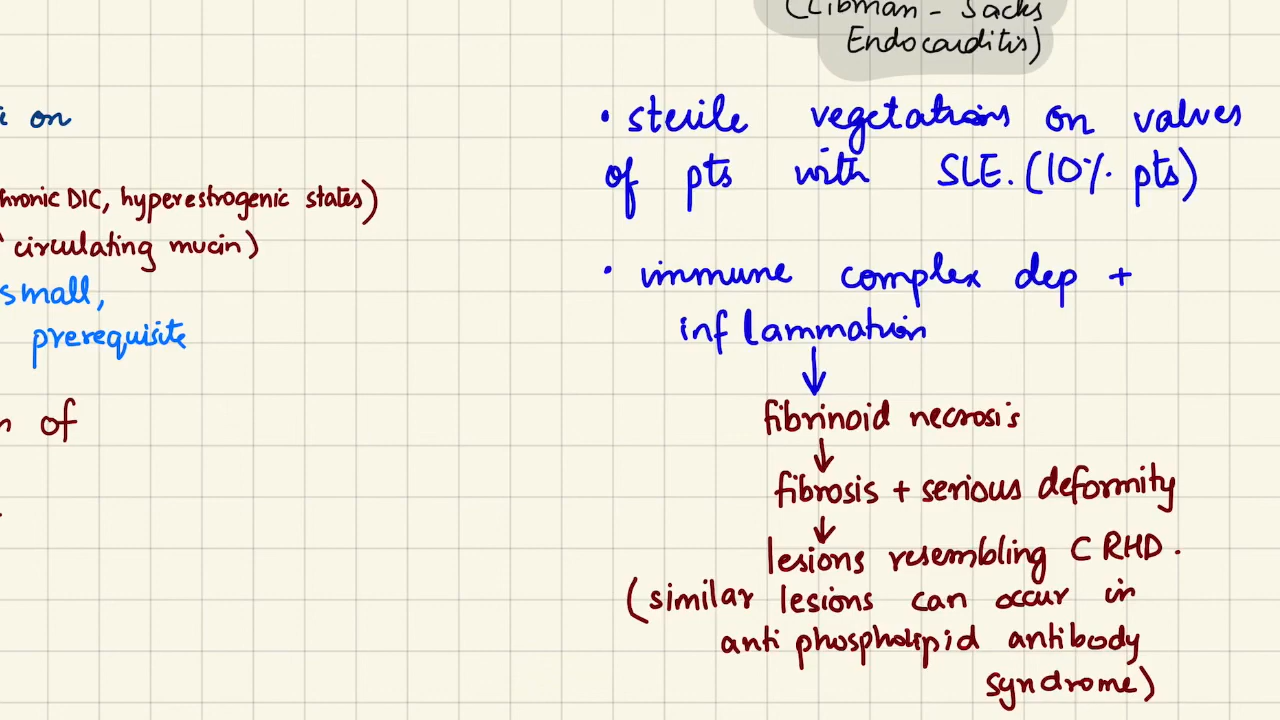 on
hronic DIC, hyperestrogenic states)
circulating mucin)
small,
prerequisite
of
(Libman - Sacks
Endocarditis)
• sterile vegetations on valves
of pts with SLE. (10% pts)
• immune complex dep +
inflammation
↓
fibrinoid necrosis
↓
fibrosis + serious deformity
↓
lesions resembling CRHD.
(similar lesions can occur in
anti phospholipid antibody
syndrome)